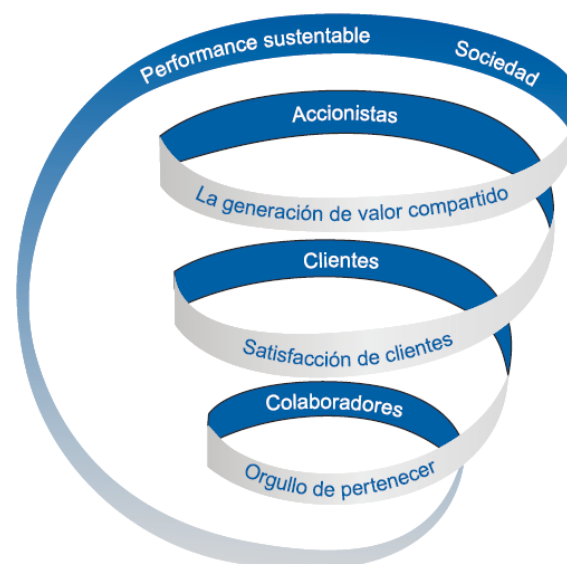 Performance sustentable
Sociedad
Accionistas
La generación de valor compartido
Clientes
Satisfacción de clientes
Colaboradores
Orgullo de pertenecer